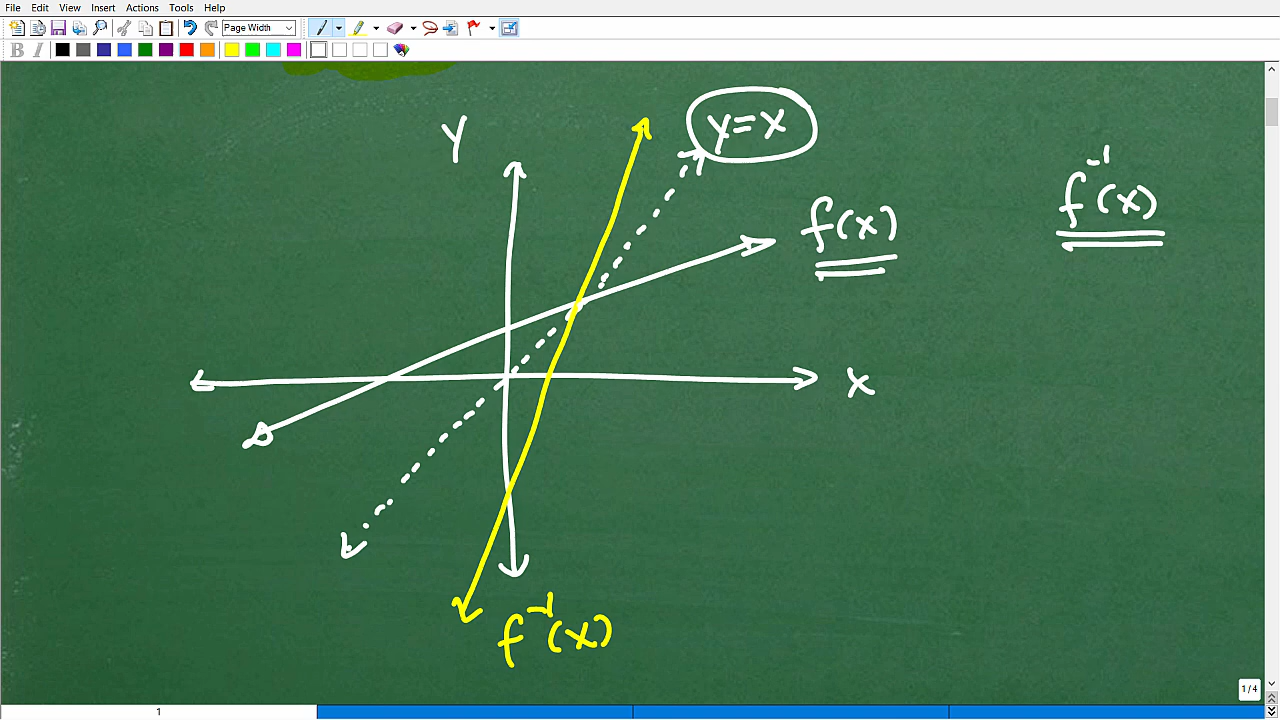 File Edit View Insert Actions Tools Help
Page Width
B I
y
y=x
f(x)
f⁻¹(x)
x
f⁻¹(x)
1/4
1